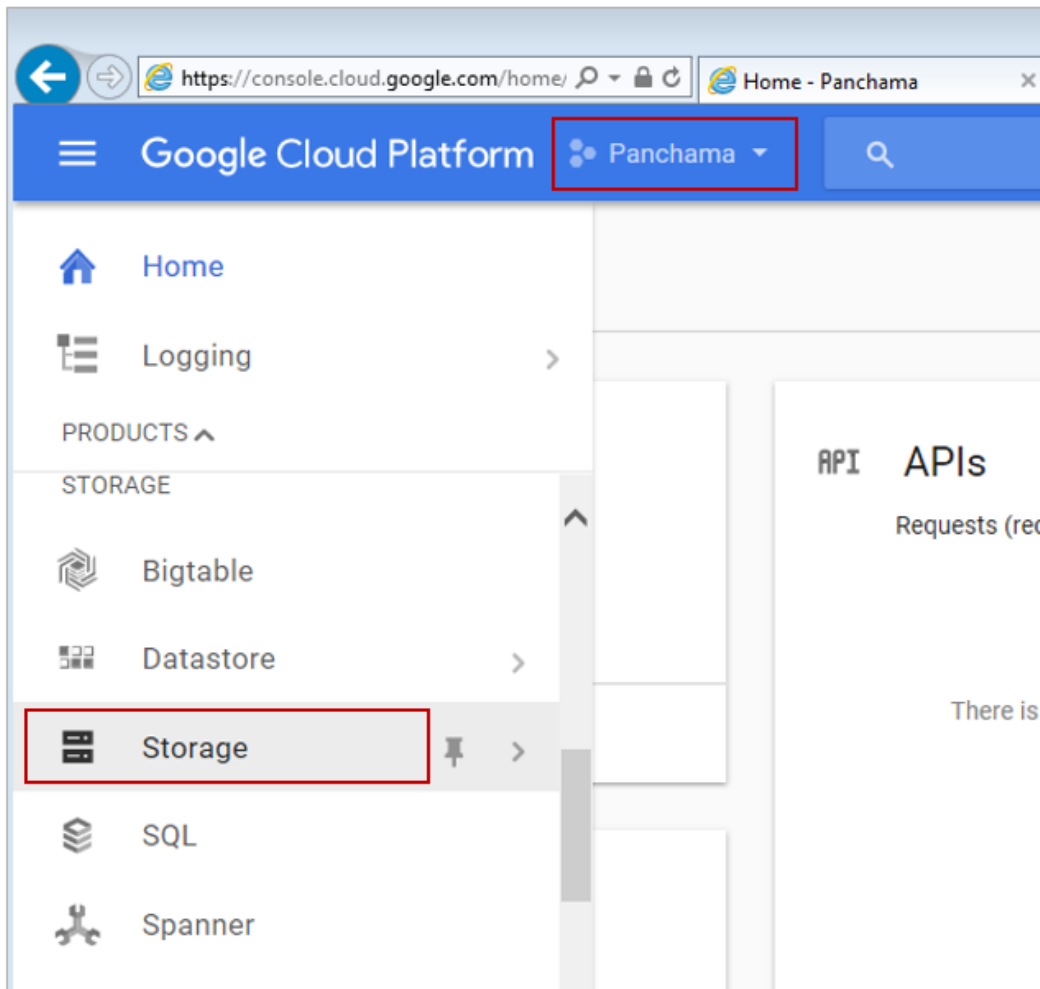 https://console.cloud.google.com/home/
Home - Panchama
Google Cloud Platform
Panchama
Home
Logging
PRODUCTS
STORAGE
Bigtable
Datastore
Storage
SQL
Spanner
API APIs
Requests (rec
There is